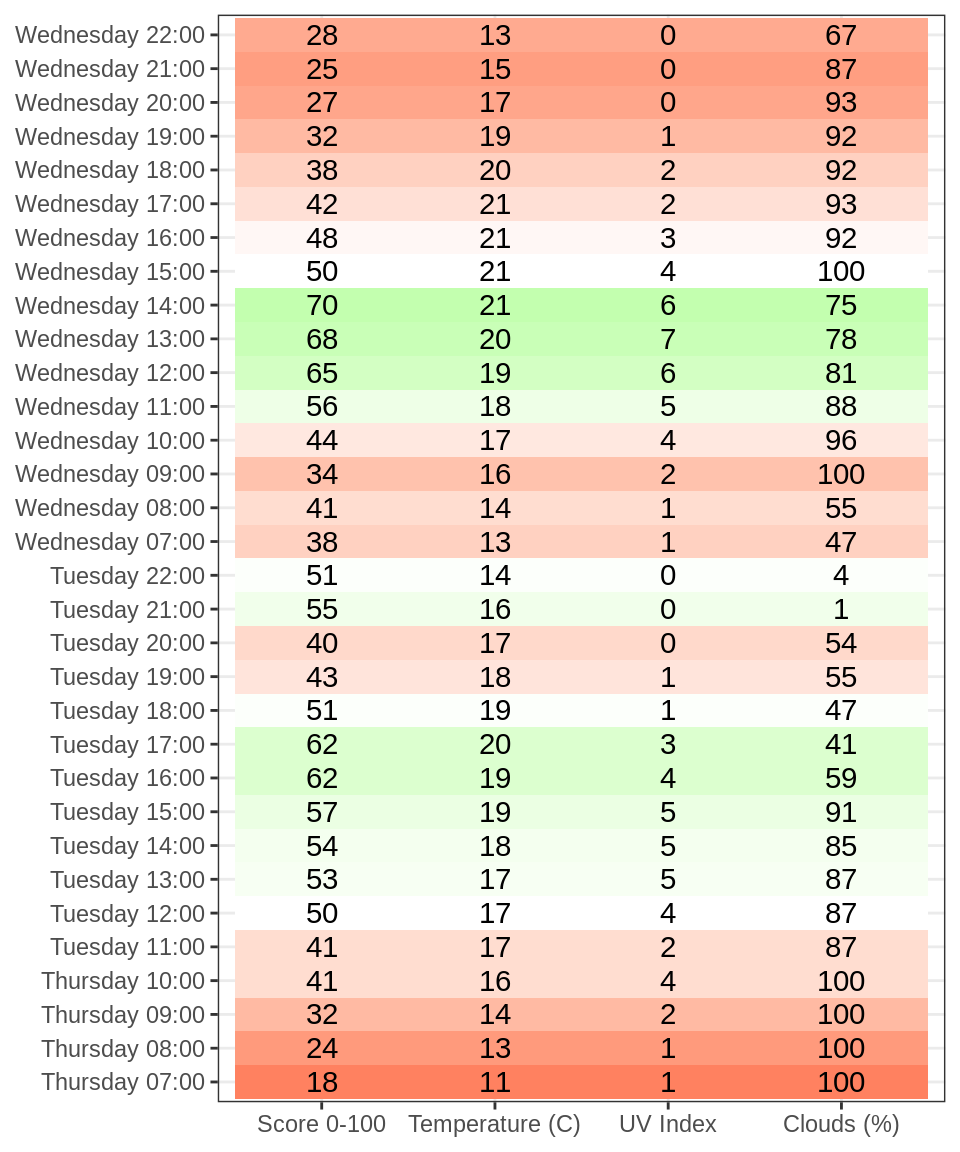 Wednesday 22:00 28 13 0 67
Wednesday 21:00 25 15 0 87
Wednesday 20:00 27 17 0 93
Wednesday 19:00 32 19 1 92
Wednesday 18:00 38 20 2 92
Wednesday 17:00 42 21 2 93
Wednesday 16:00 48 21 3 92
Wednesday 15:00 50 21 4 100
Wednesday 14:00 70 21 6 75
Wednesday 13:00 68 20 7 78
Wednesday 12:00 65 19 6 81
Wednesday 11:00 56 18 5 88
Wednesday 10:00 44 17 4 96
Wednesday 09:00 34 16 2 100
Wednesday 08:00 41 14 1 55
Wednesday 07:00 38 13 1 47
Tuesday 22:00 51 14 0 4
Tuesday 21:00 55 16 0 1
Tuesday 20:00 40 17 0 54
Tuesday 19:00 43 18 1 55
Tuesday 18:00 51 19 1 47
Tuesday 17:00 62 20 3 41
Tuesday 16:00 62 19 4 59
Tuesday 15:00 57 19 5 91
Tuesday 14:00 54 18 5 85
Tuesday 13:00 53 17 5 87
Tuesday 12:00 50 17 4 87
Tuesday 11:00 41 17 2 87
Thursday 10:00 41 16 4 100
Thursday 09:00 32 14 2 100
Thursday 08:00 24 13 1 100
Thursday 07:00 18 11 1 100
Score 0-100 Temperature (C) UV Index Clouds (%)